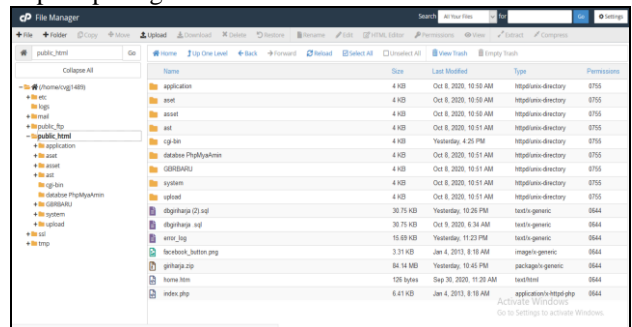 cP File Manager Search All Your Files for Go Settings
+File +Folder Copy Move Upload Download Delete Restore Rename Edit HTML Editor Permissions View Extract Compress
public_html Go Home Up One Level Back Forward Reload Select All Unselect All View Trash Empty Trash
Collapse All
(/home/cvgj1489)
etc
logs
mail
public_ftp
public_html
application
aset
asset
ast
cgi-bin
databse PhpMyaAmin
GBRBARU
system
upload
ssl
tmp
Name Size Last Modified Type Permissions
application 4 KB Oct 8, 2020, 10:50 AM httpd/unix-directory 0755
aset 4 KB Oct 8, 2020, 10:50 AM httpd/unix-directory 0755
asset 4 KB Oct 8, 2020, 10:50 AM httpd/unix-directory 0755
ast 4 KB Oct 8, 2020, 10:51 AM httpd/unix-directory 0755
cgi-bin 4 KB Yesterday, 4:25 PM httpd/unix-directory 0755
databse PhpMyaAmin 4 KB Oct 8, 2020, 10:51 AM httpd/unix-directory 0755
GBRBARU 4 KB Oct 8, 2020, 10:51 AM httpd/unix-directory 0755
system 4 KB Oct 8, 2020, 10:51 AM httpd/unix-directory 0755
upload 4 KB Oct 8, 2020, 10:51 AM httpd/unix-directory 0755
dbgiriharja (2).sql 30.75 KB Yesterday, 10:26 PM text/x-generic 0644
dbgiriharja .sql 30.75 KB Oct 9, 2020, 6:34 AM text/x-generic 0644
error_log 15.69 KB Yesterday, 11:23 PM text/x-generic 0644
facebook_button.png 3.31 KB Jan 4, 2013, 8:18 AM image/x-generic 0644
giriharja.zip 84.14 MB Yesterday, 10:45 PM package/x-generic 0644
home.htm 126 bytes Sep 30, 2020, 11:20 AM text/html 0644
index.php 6.41 KB Jan 4, 2013, 8:18 AM application/x-httpd-php 0644
Activate Windows
Go to Settings to activate Windows.